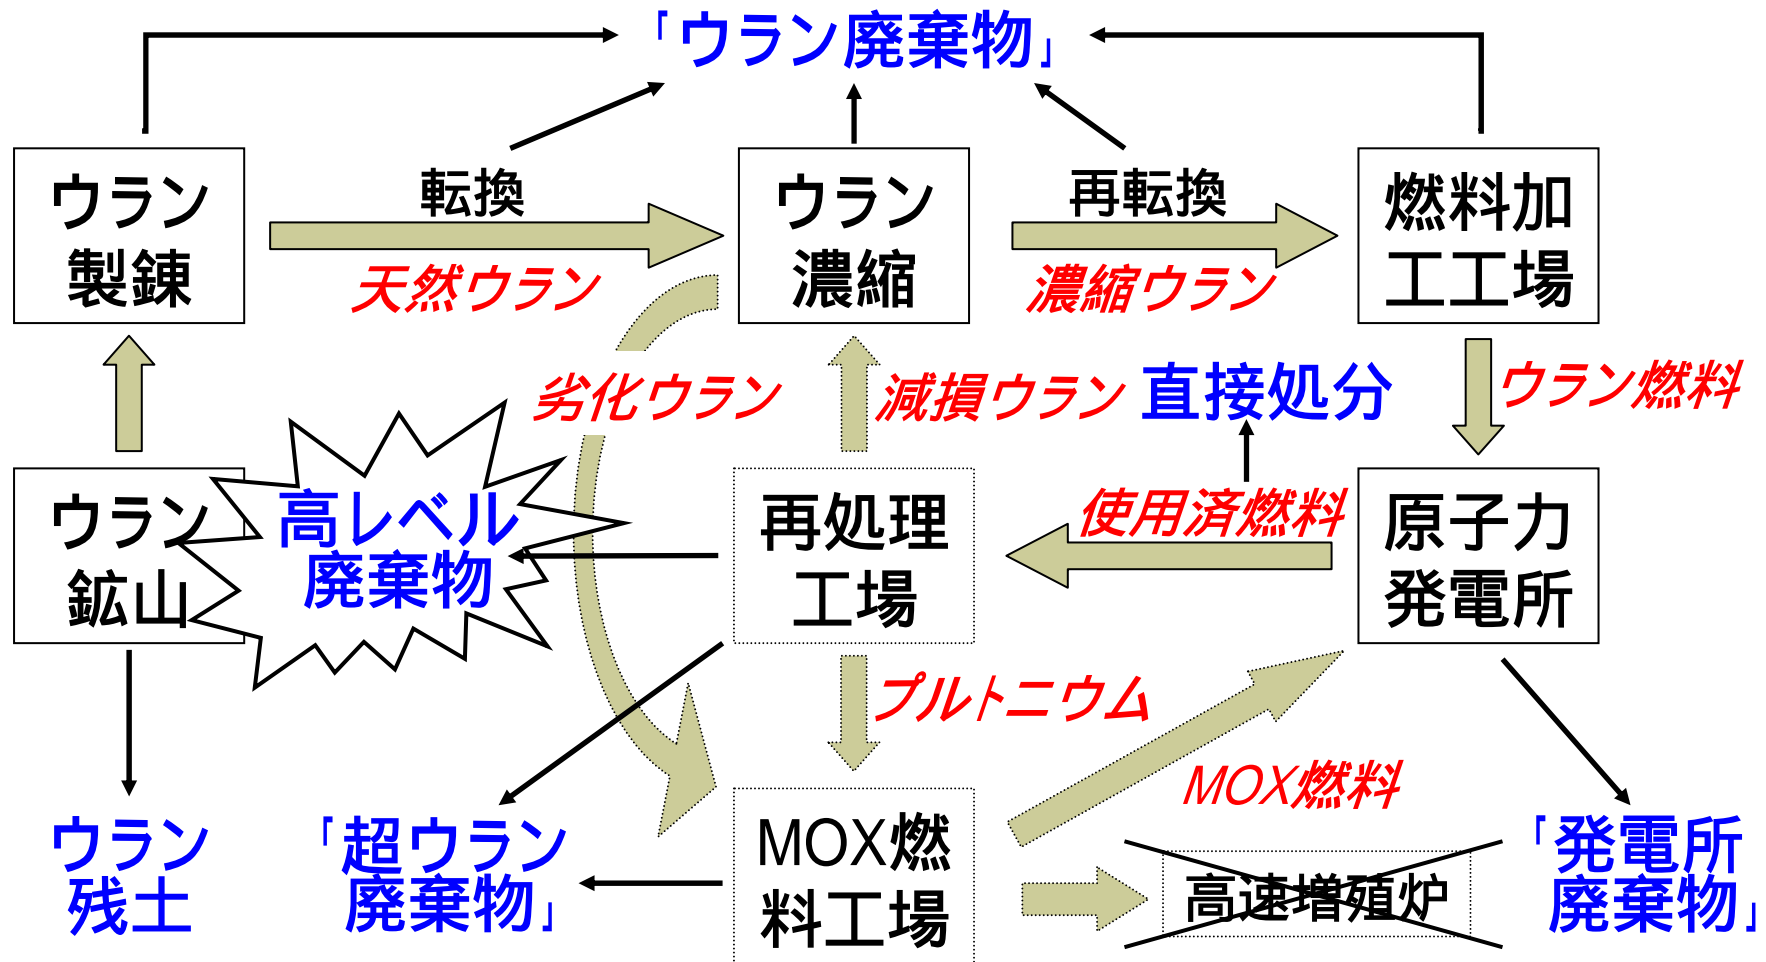 「ウラン廃棄物」
ウラン
製錬
転換
天然ウラン
ウラン
濃縮
再転換
濃縮ウラン
燃料加
工工場
劣化ウラン
減損ウラン
直接処分
ウラン燃料
ウラン
鉱山
高レベル
廃棄物
再処理
工場
使用済燃料
原子力
発電所
プルトニウム
MOX燃料
ウラン
残土
「超ウラン
廃棄物」
MOX燃
料工場
高速増殖炉
「発電所
廃棄物」